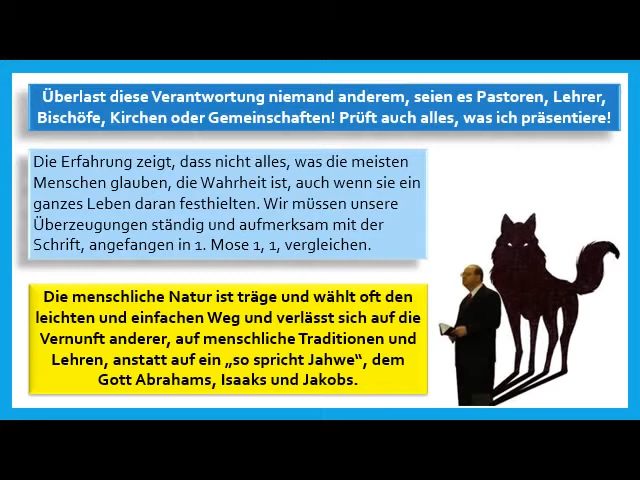 Überlast diese Verantwortung niemand anderem, seien es Pastoren, Lehrer,
Bischöfe, Kirchen oder Gemeinschaften! Prüft auch alles, was ich präsentiere!
Die Erfahrung zeigt, dass nicht alles, was die meisten
Menschen glauben, die Wahrheit ist, auch wenn sie ein
ganzes Leben daran festhielten. Wir müssen unsere
Überzeugungen ständig und aufmerksam mit der
Schrift, angefangen in 1. Mose 1, 1, vergleichen.
Die menschliche Natur ist träge und wählt oft den
leichten und einfachen Weg und verlässt sich auf die
Vernunft anderer, auf menschliche Traditionen und
Lehren, anstatt auf ein „so spricht Jahwe“, dem
Gott Abrahams, Isaaks und Jakobs.